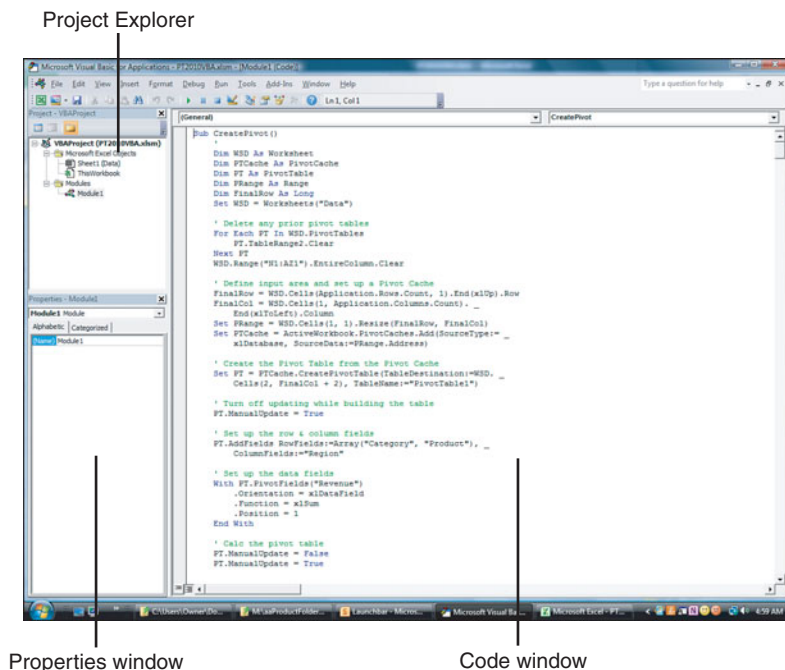 Project Explorer
Microsoft Visual Basic for Applications - PT2010VBA.xlsm - [Module1 (Code)]
File Edit View Insert Format Debug Run Tools Add-Ins Window Help
Type a question for help
Ln 1, Col 1
Project - VBAProject
(General)
CreatePivot
VBAProject (PT2010VBA.xlsm)
Microsoft Excel Objects
Sheet1 (Data)
ThisWorkbook
Modules
Module1
Properties - Module1
Module1 Module
Alphabetic Categorized
(Name) Module1
Sub CreatePivot()
'
Dim WSD As Worksheet
Dim PTCache As PivotCache
Dim PT As PivotTable
Dim PRange As Range
Dim FinalRow As Long
Set WSD = Worksheets("Data")
' Delete any prior pivot tables
For Each PT In WSD.PivotTables
PT.TableRange2.Clear
Next PT
WSD.Range("N1:AZ1").EntireColumn.Clear
' Define input area and set up a Pivot Cache
FinalRow = WSD.Cells(Application.Rows.Count, 1).End(xlUp).Row
FinalCol = WSD.Cells(1, Application.Columns.Count). _
End(xlToLeft).Column
Set PRange = WSD.Cells(1, 1).Resize(FinalRow, FinalCol)
Set PTCache = ActiveWorkbook.PivotCaches.Add(SourceType:= _
xlDatabase, SourceData:=PRange.Address)
' Create the Pivot Table from the Pivot Cache
Set PT = PTCache.CreatePivotTable(TableDestination:=WSD. _
Cells(2, FinalCol + 2), TableName:="PivotTable1")
' Turn off updating while building the table
PT.ManualUpdate = True
' Set up the row & column fields
PT.AddFields RowFields:=Array("Category", "Product"), _
ColumnFields:="Region"
' Set up the data fields
With PT.PivotFields("Revenue")
.Orientation = xlDataField
.Function = xlSum
.Position = 1
End With
' Calc the pivot table
PT.ManualUpdate = False
PT.ManualUpdate = True
C:\Users\Owner\Do...
M:\aaProductFolder...
Launchbar - Micros...
Microsoft Visual Ba...
Microsoft Excel - PT...
4:59 AM
Properties window
Code window